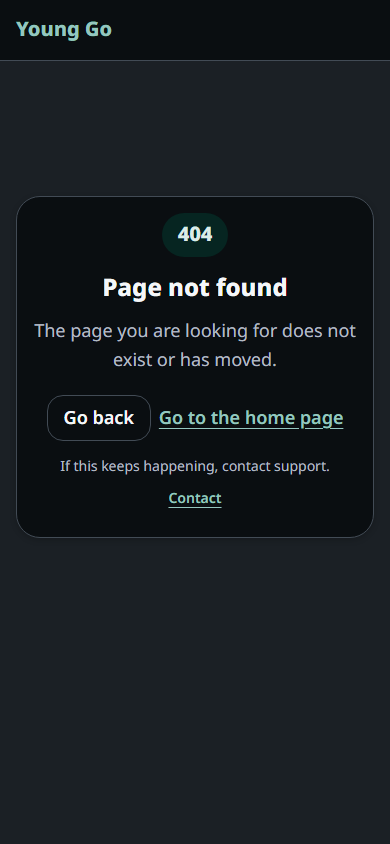 Young Go
404
Page not found
The page you are looking for does not
exist or has moved.
Go back Go to the home page
If this keeps happening, contact support.
Contact